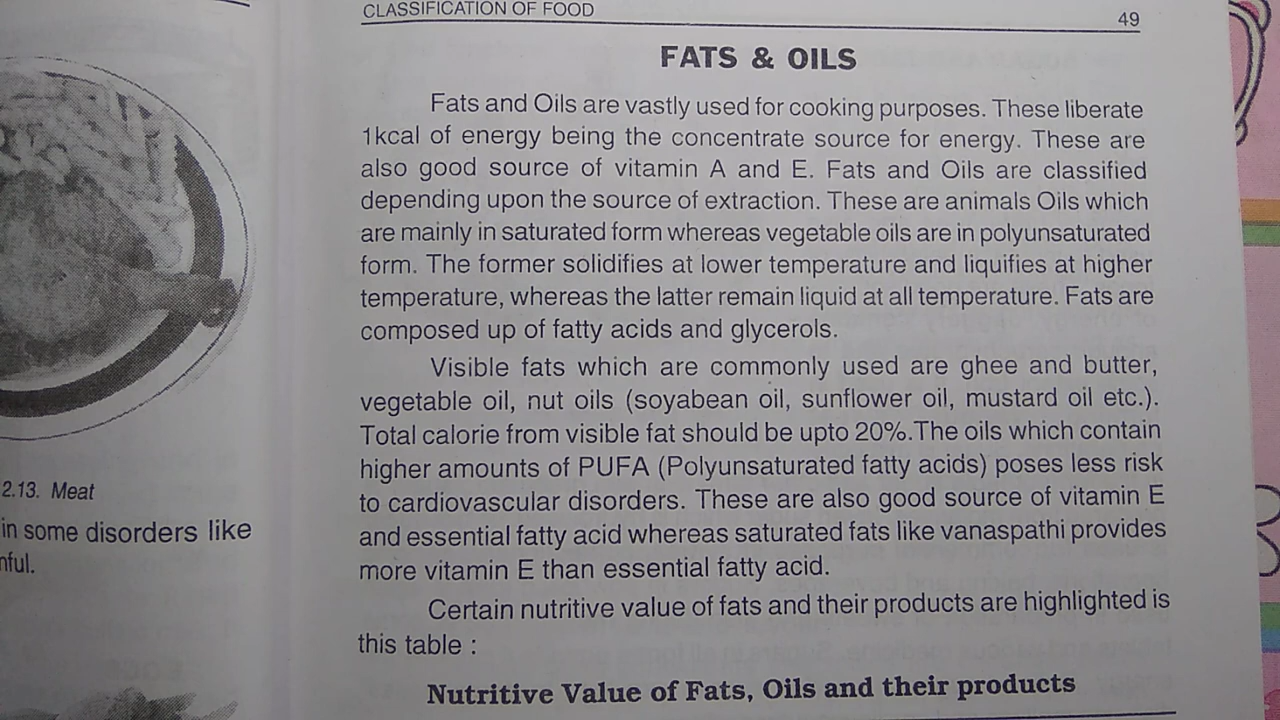 2.13. Meat
in some disorders like
nful.
CLASSIFICATION OF FOOD
49
FATS & OILS
Fats and Oils are vastly used for cooking purposes. These liberate
1kcal of energy being the concentrate source for energy. These are
also good source of vitamin A and E. Fats and Oils are classified
depending upon the source of extraction. These are animals Oils which
are mainly in saturated form whereas vegetable oils are in polyunsaturated
form. The former solidifies at lower temperature and liquifies at higher
temperature, whereas the latter remain liquid at all temperature. Fats are
composed up of fatty acids and glycerols.
Visible fats which are commonly used are ghee and butter,
vegetable oil, nut oils (soyabean oil, sunflower oil, mustard oil etc.).
Total calorie from visible fat should be upto 20%.The oils which contain
higher amounts of PUFA (Polyunsaturated fatty acids) poses less risk
to cardiovascular disorders. These are also good source of vitamin E
and essential fatty acid whereas saturated fats like vanaspathi provides
more vitamin E than essential fatty acid.
Certain nutritive value of fats and their products are highlighted is
this table :
Nutritive Value of Fats, Oils and their products